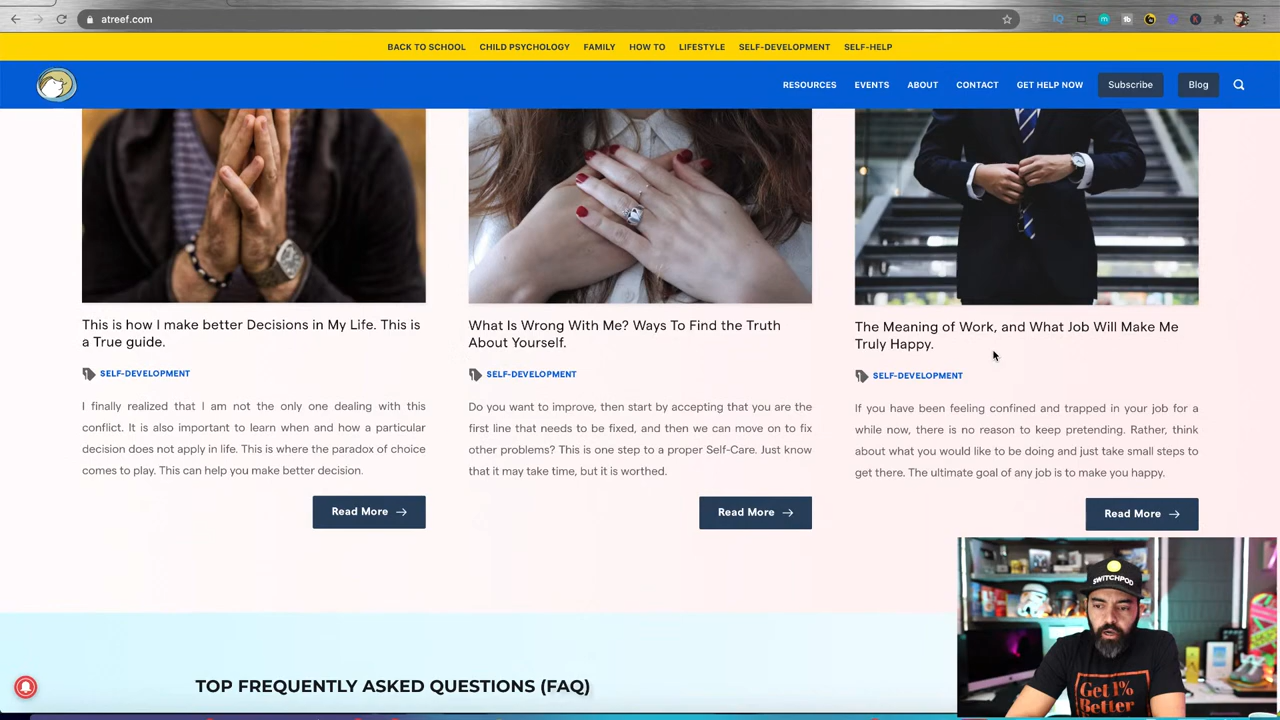 atreef.com
BACK TO SCHOOL CHILD PSYCHOLOGY FAMILY HOW TO LIFESTYLE SELF-DEVELOPMENT SELF-HELP
RESOURCES EVENTS ABOUT CONTACT GET HELP NOW Subscribe Blog
This is how I make better Decisions in My Life. This is
a True guide.
SELF-DEVELOPMENT
I finally realized that I am not the only one dealing with this
conflict. It is also important to learn when and how a particular
decision does not apply in life. This is where the paradox of choice
comes to play. This can help you make better decision.
Read More
What Is Wrong With Me? Ways To Find the Truth
About Yourself.
SELF-DEVELOPMENT
Do you want to improve, then start by accepting that you are the
first line that needs to be fixed, and then we can move on to fix
other problems? This is one step to a proper Self-Care. Just know
that it may take time, but it is worthed.
Read More
The Meaning of Work, and What Job Will Make Me
Truly Happy.
SELF-DEVELOPMENT
If you have been feeling confined and trapped in your job for a
while now, there is no reason to keep pretending. Rather, think
about what you would like to be doing and just take small steps to
get there. The ultimate goal of any job is to make you happy.
Read More
TOP FREQUENTLY ASKED QUESTIONS (FAQ)
SWITCHPOD
Get 1%
Better